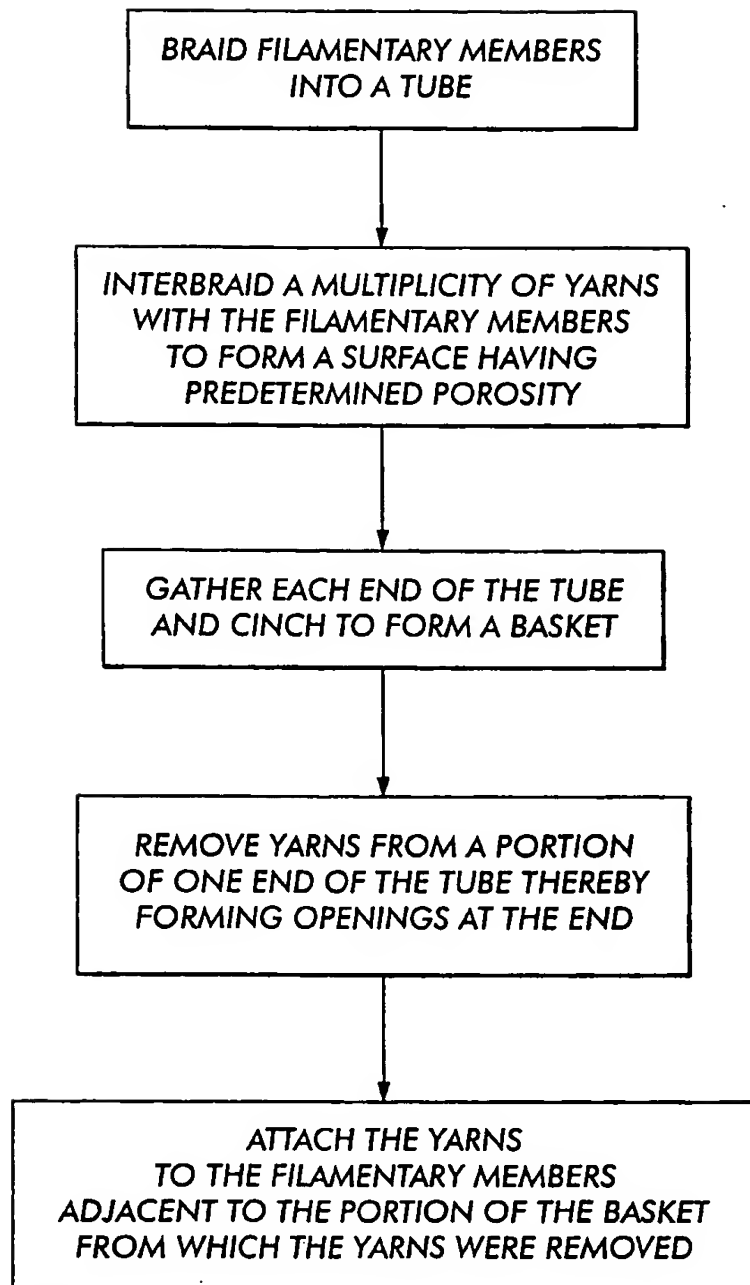 BRAID FILAMENTARY MEMBERS
INTO A TUBE
INTERBRAID A MULTIPLICITY OF YARNS
WITH THE FILAMENTARY MEMBERS
TO FORM A SURFACE HAVING
PREDETERMINED POROSITY
GATHER EACH END OF THE TUBE
AND CINCH TO FORM A BASKET
REMOVE YARNS FROM A PORTION
OF ONE END OF THE TUBE THEREBY
FORMING OPENINGS AT THE END
ATTACH THE YARNS
TO THE FILAMENTARY MEMBERS
ADJACENT TO THE PORTION OF THE BASKET
FROM WHICH THE YARNS WERE REMOVED